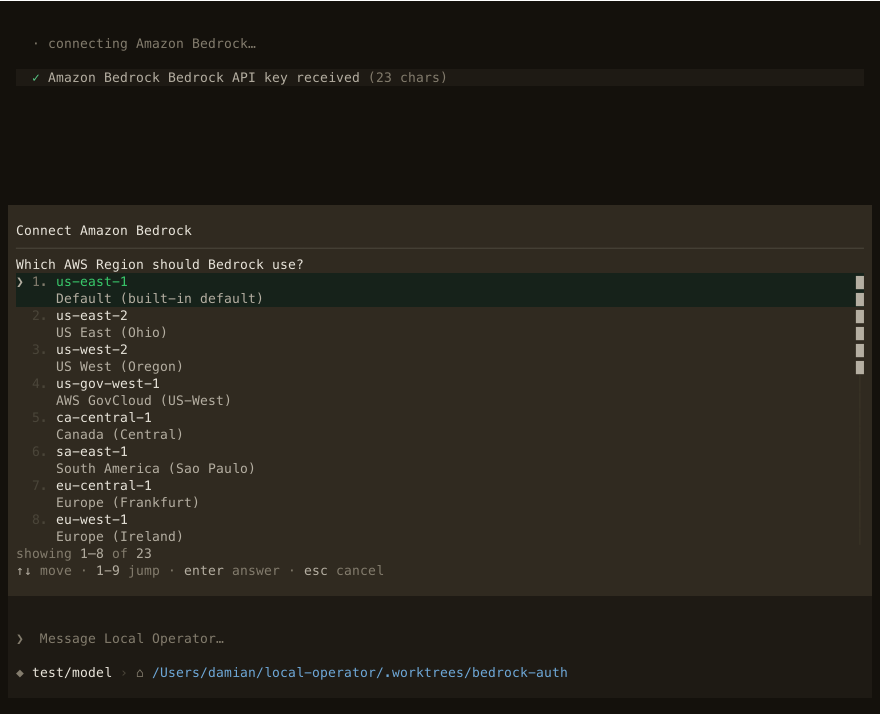 · connecting Amazon Bedrock…
✓ Amazon Bedrock Bedrock API key received (23 chars)
Connect Amazon Bedrock
Which AWS Region should Bedrock use?
❯ 1. us-east-1
Default (built-in default)
2. us-east-2
US East (Ohio)
3. us-west-2
US West (Oregon)
4. us-gov-west-1
AWS GovCloud (US-West)
5. ca-central-1
Canada (Central)
6. sa-east-1
South America (Sao Paulo)
7. eu-central-1
Europe (Frankfurt)
8. eu-west-1
Europe (Ireland)
showing 1–8 of 23
↑↓ move · 1–9 jump · enter answer · esc cancel
❯ Message Local Operator…
◆ test/model › ⌂ /Users/damian/local-operator/.worktrees/bedrock-auth